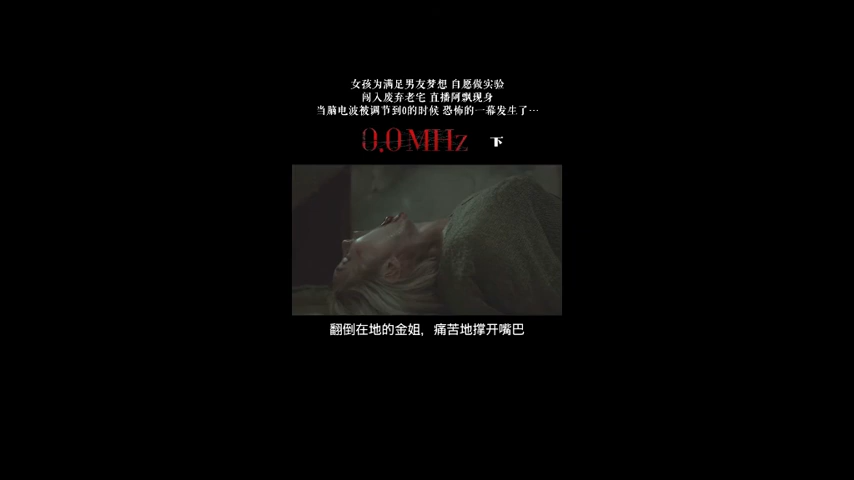 女孩为满足男友梦想 自愿做实验
闯入废弃老宅 直播阿飘现身
当脑电波被调节到0的时候 恐怖的一幕发生了…
0.0MHz 下
翻倒在地的金姐，痛苦地撑开嘴巴